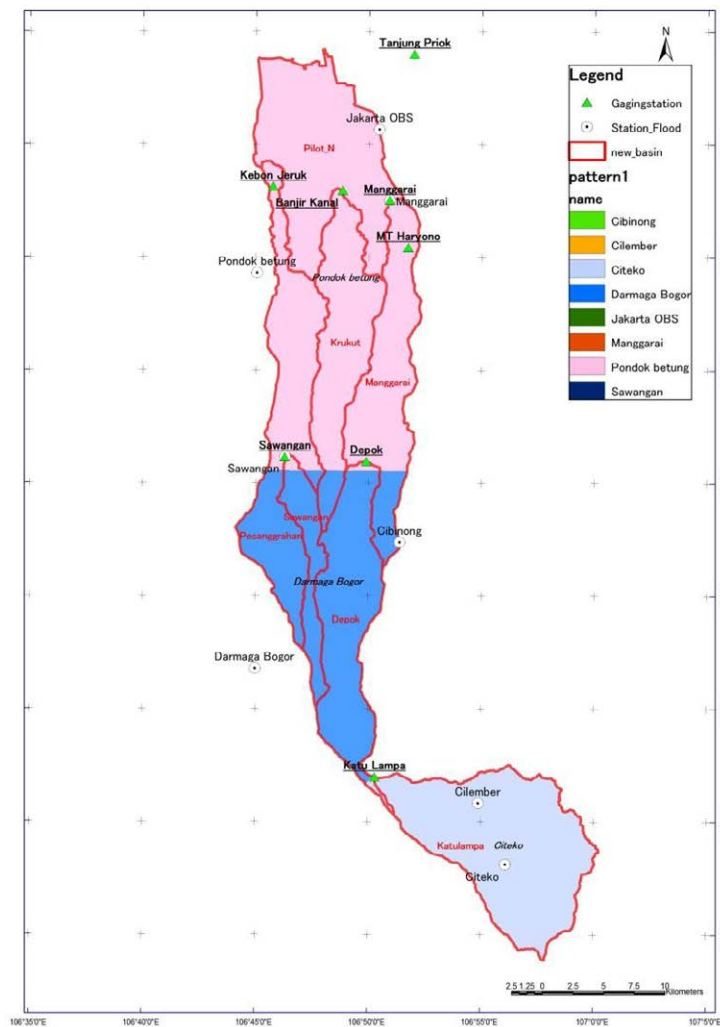 Tanjung Priok
N
Legend
Gagingstation
Station_Flood
new_basin
pattern1
name
Cibinong
Cilember
Citeko
Darmaga Bogor
Jakarta OBS
Manggarai
Pondok betung
Sawangan
Jakarta OBS
Pilot_N
Kebon Jeruk
Banjir Kanal
Manggarai
Manggarai
MT Haryono
Pondok betung
Pondok betung
Krukut
Manggarai
Sawangan
Depok
Sawangan
Sawangan
Pesanggrahan
Cibinong
Darmaga Bogor
Depok
Darmaga Bogor
Katu Lampa
Cilember
Katulampa
Citeko
Citeko
2.5 1.25 0 2.5 5 7.5 10
Kilometers
106°35'0"E 106°40'0"E 106°45'0"E 106°50'0"E 106°55'0"E 107°0'0"E 107°5'0"E